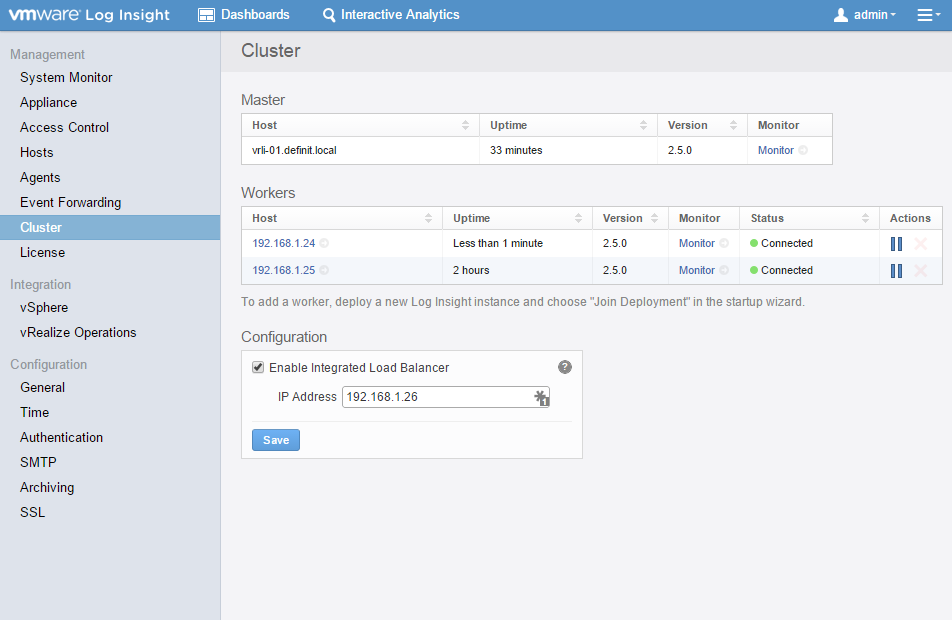 vmware Log Insight Dashboards Interactive Analytics admin
Management
System Monitor
Appliance
Access Control
Hosts
Agents
Event Forwarding
Cluster
License
Integration
vSphere
vRealize Operations
Configuration
General
Time
Authentication
SMTP
Archiving
SSL
Cluster
Master
Host Uptime Version Monitor
vrli-01.definit.local 33 minutes 2.5.0 Monitor
Workers
Host Uptime Version Monitor Status Actions
192.168.1.24 Less than 1 minute 2.5.0 Monitor Connected
192.168.1.25 2 hours 2.5.0 Monitor Connected
To add a worker, deploy a new Log Insight instance and choose "Join Deployment" in the startup wizard.
Configuration
Enable Integrated Load Balancer ?
IP Address 192.168.1.26 1
Save